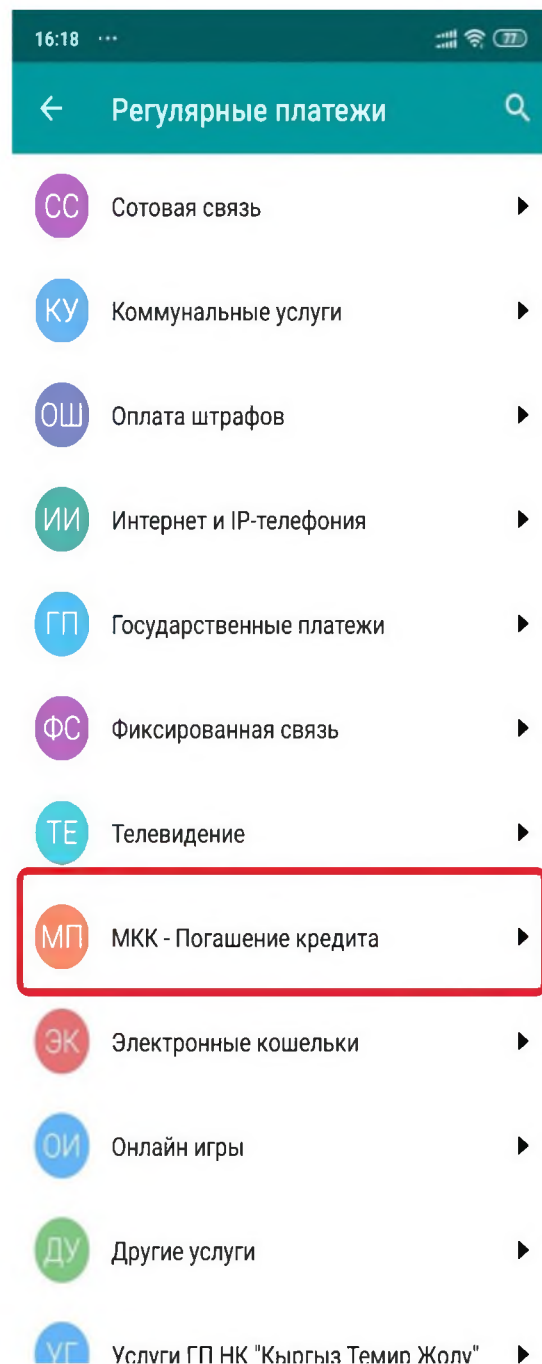 16:18 ...
77
Регулярные платежи
СС Сотовая связь
КУ Коммунальные услуги
ОШ Оплата штрафов
ИИ Интернет и IP-телефония
ГП Государственные платежи
ФС Фиксированная связь
ТЕ Телевидение
МП МКК - Погашение кредита
ЭК Электронные кошельки
ОИ Онлайн игры
ДУ Другие услуги
УГ Услуги ГП НК "Кыргыз Темир Жолу"